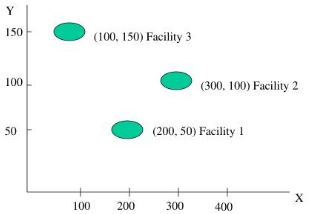 Y
150
(100, 150) Facility 3
100
(300, 100) Facility 2
50
(200, 50) Facility 1
X
100 200 300 400